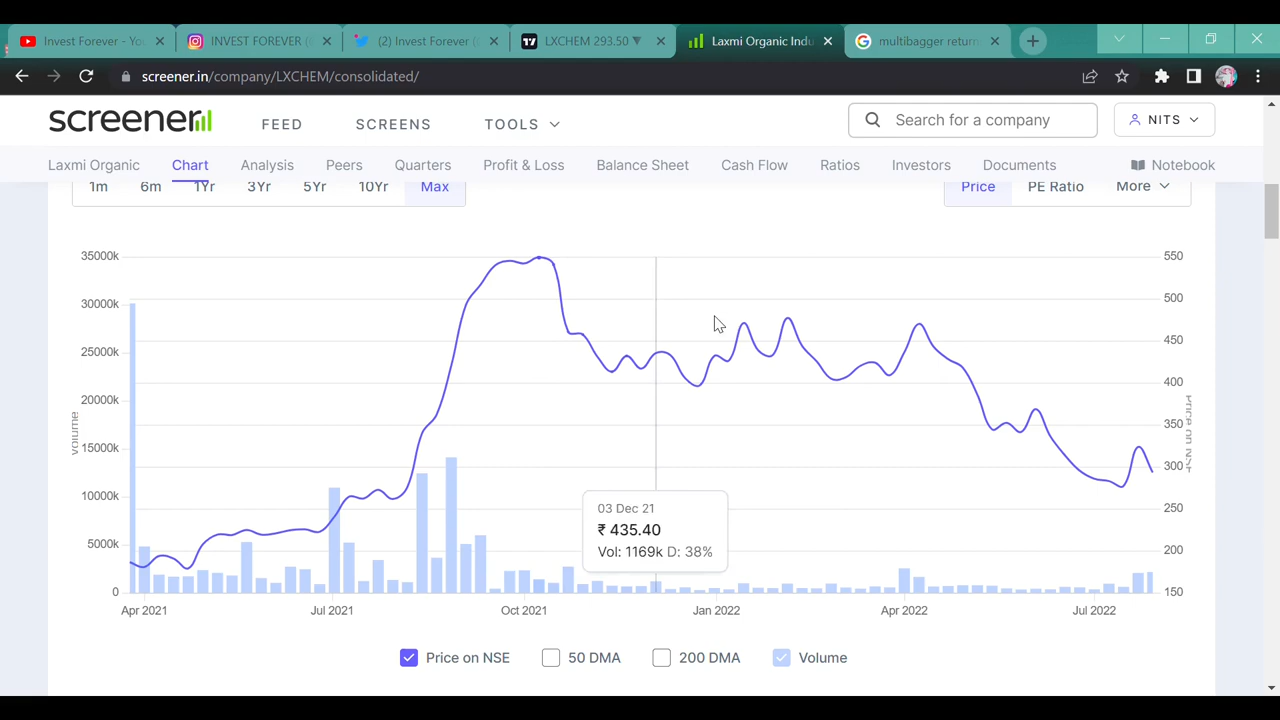 Invest Forever - Yo
INVEST FOREVER (
(2) Invest Forever (
LXCHEM 293.50 ▼
Laxmi Organic Indu
multibagger return
screener.in/company/LXCHEM/consolidated/
screener
FEED
SCREENS
TOOLS
Search for a company
NITS
Laxmi Organic
Chart
Analysis
Peers
Quarters
Profit & Loss
Balance Sheet
Cash Flow
Ratios
Investors
Documents
Notebook
1m
6m
1Yr
3Yr
5Yr
10Yr
Max
Price
PE Ratio
More
35000k
30000k
25000k
20000k
15000k
10000k
5000k
0
Volume
550
500
450
400
350
300
250
200
150
Price on NSE
03 Dec 21
₹ 435.40
Vol: 1169k D: 38%
Apr 2021
Jul 2021
Oct 2021
Jan 2022
Apr 2022
Jul 2022
Price on NSE
50 DMA
200 DMA
Volume